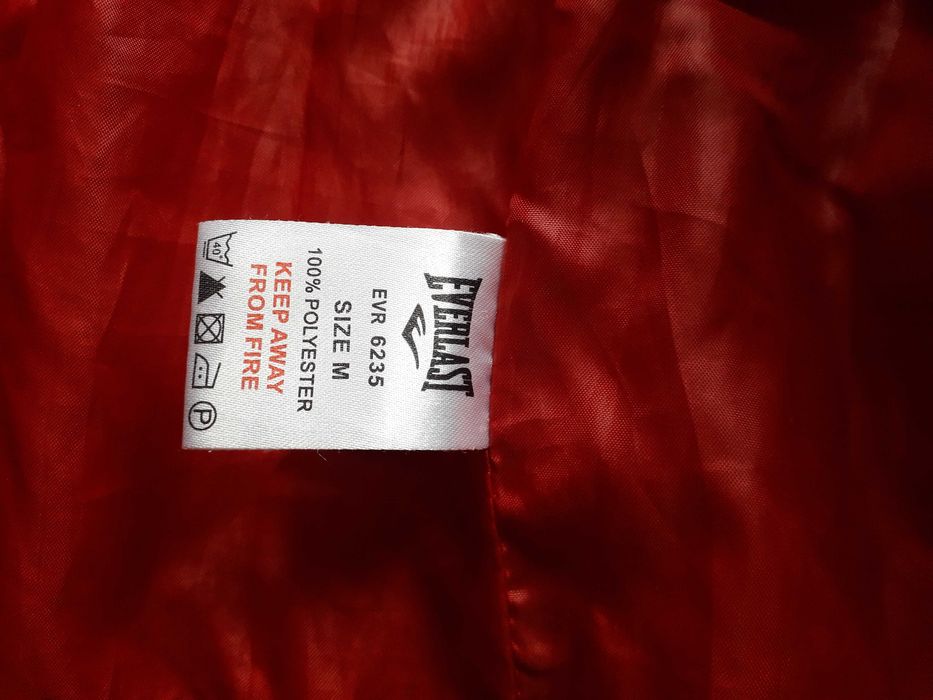 EVERLAST
EVR 6235
SIZE M
100% POLYESTER
KEEP AWAY
FROM FIRE
40°
P